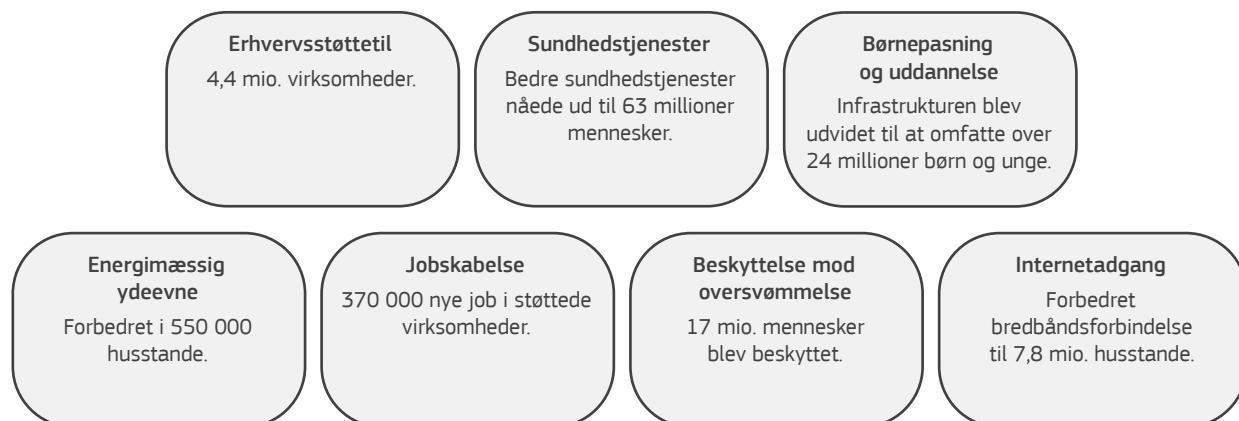 Erhvervsstøttetil
4,4 mio. virksomheder.
Sundhedstjenester
Bedre sundhedstjenester
nåede ud til 63 millioner
mennesker.
Børnepasning
og uddannelse
Infrastrukturen blev
udvidet til at omfatte over
24 millioner børn og unge.
Energimæssig
ydeevne
Forbedret i 550 000
husstande.
Jobskabelse
370 000 nye job i støttede
virksomheder.
Beskyttelse mod
oversvømmelse
17 mio. mennesker
blev beskyttet.
Internetadgang
Forbedret
bredbåndsforbindelse
til 7,8 mio. husstande.